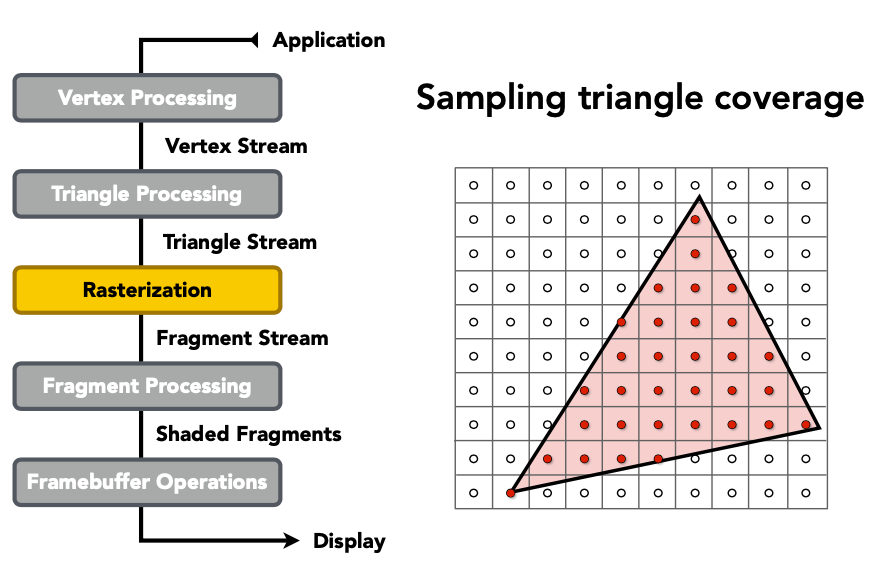 Application
Vertex Processing
Vertex Stream
Triangle Processing
Triangle Stream
Rasterization
Fragment Stream
Fragment Processing
Shaded Fragments
Framebuffer Operations
Display
Sampling triangle coverage